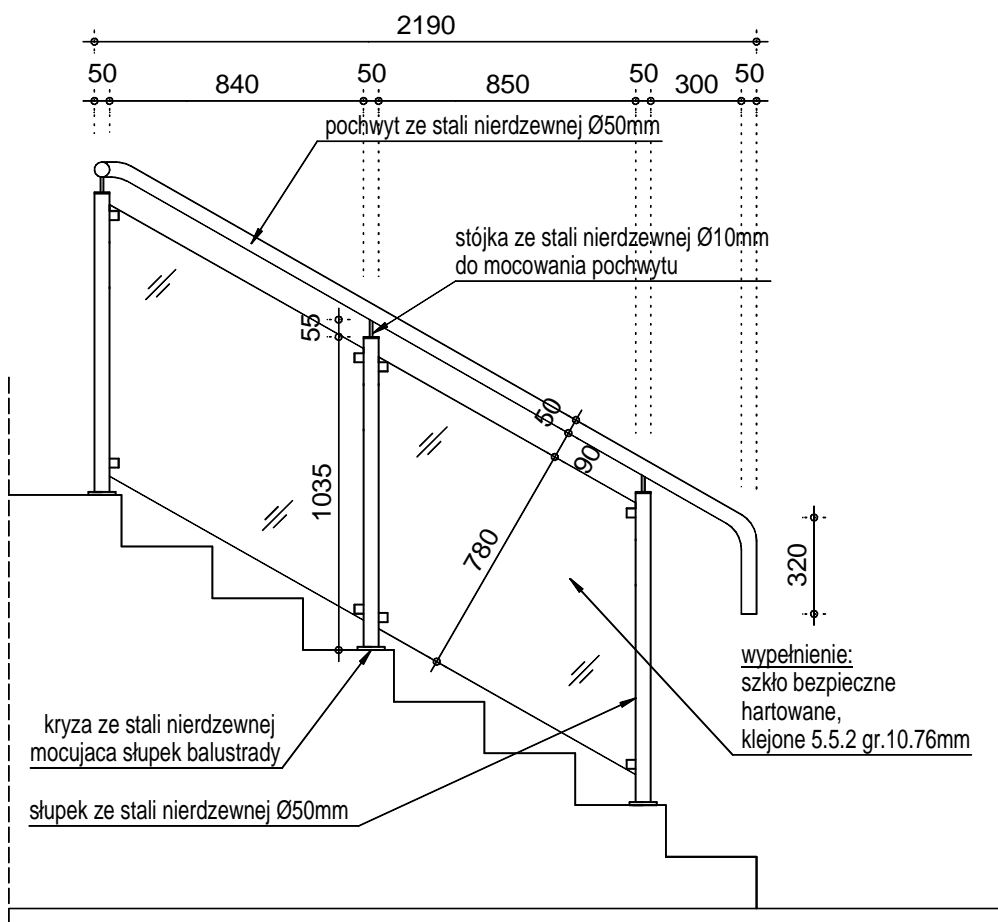 2190
50
840
50
850
50
300
50
pochwyt ze stali nierdzewnej Ø50mm
stójka ze stali nierdzewnej Ø10mm
do mocowania pochwytu
55
1035
50
90
780
320
wypełnienie:
szkło bezpieczne
hartowane,
klejone 5.5.2 gr.10.76mm
kryza ze stali nierdzewnej
mocujaca słupek balustrady
słupek ze stali nierdzewnej Ø50mm